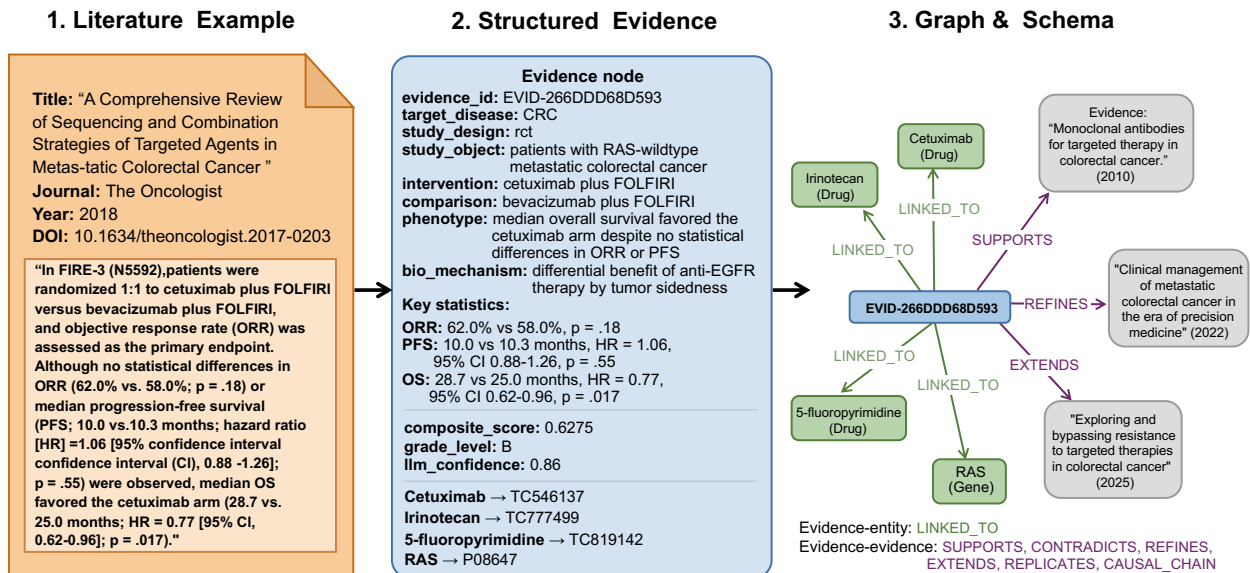 1. Literature Example
Title: “A Comprehensive Review
of Sequencing and Combination
Strategies of Targeted Agents in
Metas-tatic Colorectal Cancer ”
Journal: The Oncologist
Year: 2018
DOI: 10.1634/theoncologist.2017-0203
“In FIRE-3 (N5592),patients were
randomized 1:1 to cetuximab plus FOLFIRI
versus bevacizumab plus FOLFIRI,
and objective response rate (ORR) was
assessed as the primary endpoint.
Although no statistical differences in
ORR (62.0% vs. 58.0%; p = .18) or
median progression-free survival
(PFS; 10.0 vs.10.3 months; hazard ratio
[HR] =1.06 [95% confidence interval
confidence interval (CI), 0.88 -1.26];
p = .55) were observed, median OS
favored the cetuximab arm (28.7 vs.
25.0 months; HR = 0.77 [95% CI,
0.62-0.96]; p = .017)."
2. Structured Evidence
Evidence node
evidence_id: EVID-266DDD68D593
target_disease: CRC
study_design: rct
study_object: patients with RAS-wildtype
metastatic colorectal cancer
intervention: cetuximab plus FOLFIRI
comparison: bevacizumab plus FOLFIRI
phenotype: median overall survival favored the
cetuximab arm despite no statistical
differences in ORR or PFS
bio_mechanism: differential benefit of anti-EGFR
therapy by tumor sidedness
Key statistics:
ORR: 62.0% vs 58.0%, p = .18
PFS: 10.0 vs 10.3 months, HR = 1.06,
95% CI 0.88-1.26, p = .55
OS: 28.7 vs 25.0 months, HR = 0.77,
95% CI 0.62-0.96, p = .017
composite_score: 0.6275
grade_level: B
llm_confidence: 0.86
Cetuximab → TC546137
Irinotecan → TC777499
5-fluoropyrimidine → TC819142
RAS → P08647
3. Graph & Schema
Cetuximab
(Drug)
Irinotecan
(Drug)
Evidence:
“Monoclonal antibodies
for targeted therapy in
colorectal cancer.”
(2010)
LINKED_TO
LINKED_TO
SUPPORTS
EVID-266DDD68D593
REFINES
"Clinical management
of metastatic
colorectal cancer in
the era of precision
medicine" (2022)
LINKED_TO
LINKED_TO
EXTENDS
5-fluoropyrimidine
(Drug)
RAS
(Gene)
"Exploring and
bypassing resistance
to targeted therapies
in colorectal cancer"
(2025)
Evidence-entity: LINKED_TO
Evidence-evidence: SUPPORTS, CONTRADICTS, REFINES,
EXTENDS, REPLICATES, CAUSAL_CHAIN